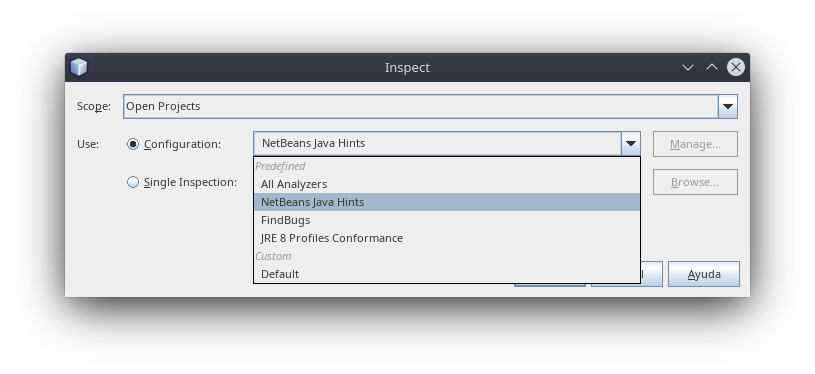 Inspect
Scope: Open Projects
Use: Configuration: NetBeans Java Hints Manage...
Predefined
All Analyzers
Single Inspection: Browse...
NetBeans Java Hints
FindBugs
JRE 8 Profiles Conformance
Custom
Default
Ayuda